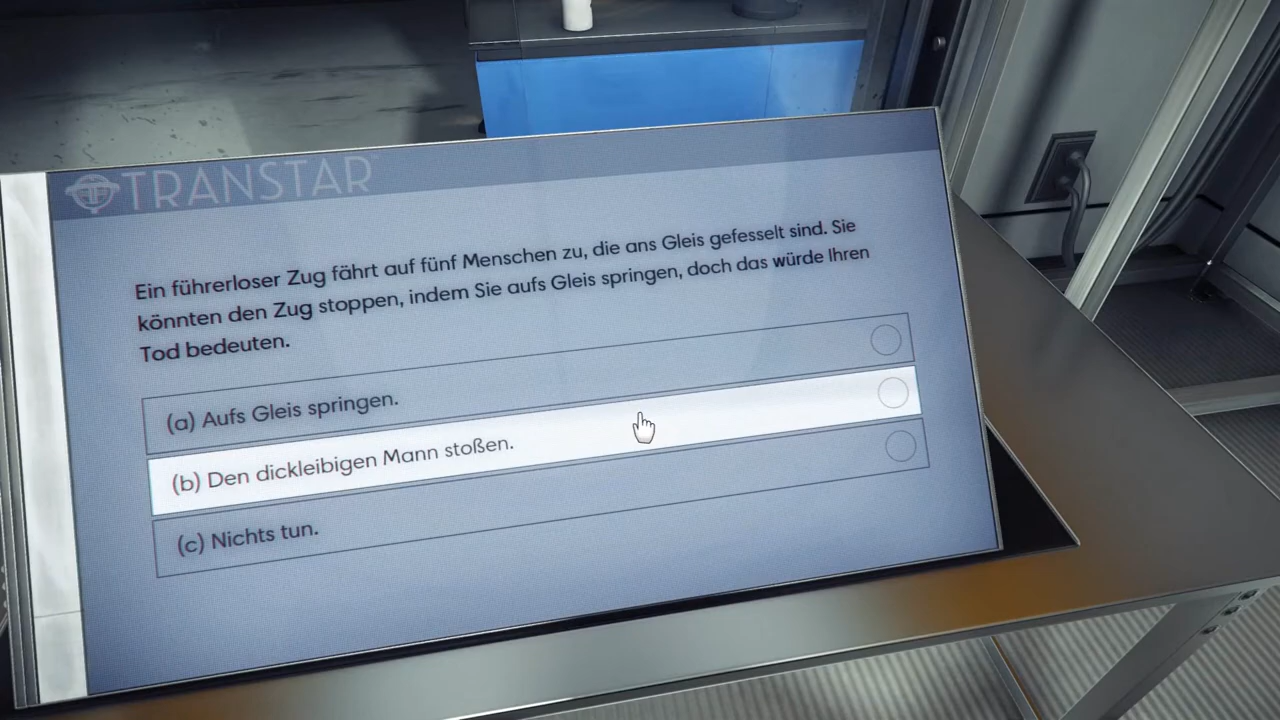 TRANSTAR
Ein führerloser Zug fährt auf fünf Menschen zu, die ans Gleis gefesselt sind. Sie
könnten den Zug stoppen, indem Sie aufs Gleis springen, doch das würde Ihren
Tod bedeuten.
(a) Aufs Gleis springen.
(b) Den dickleibigen Mann stoßen.
(c) Nichts tun.